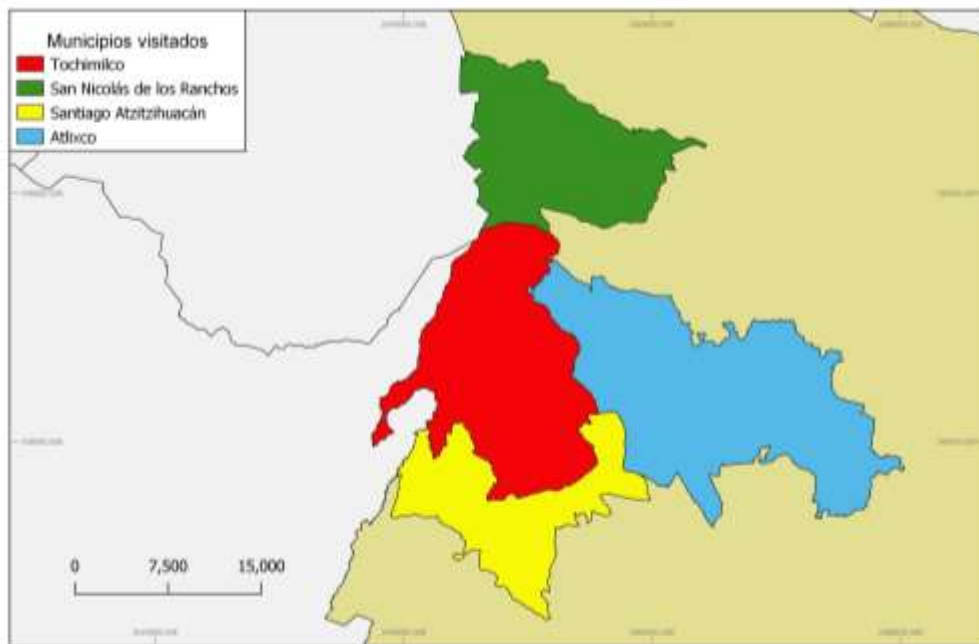 Municipios visitados
Tochimilco
San Nicolás de los Ranchos
Santiago Atzitzihuacán
Atlixco
0 7,500 15,000